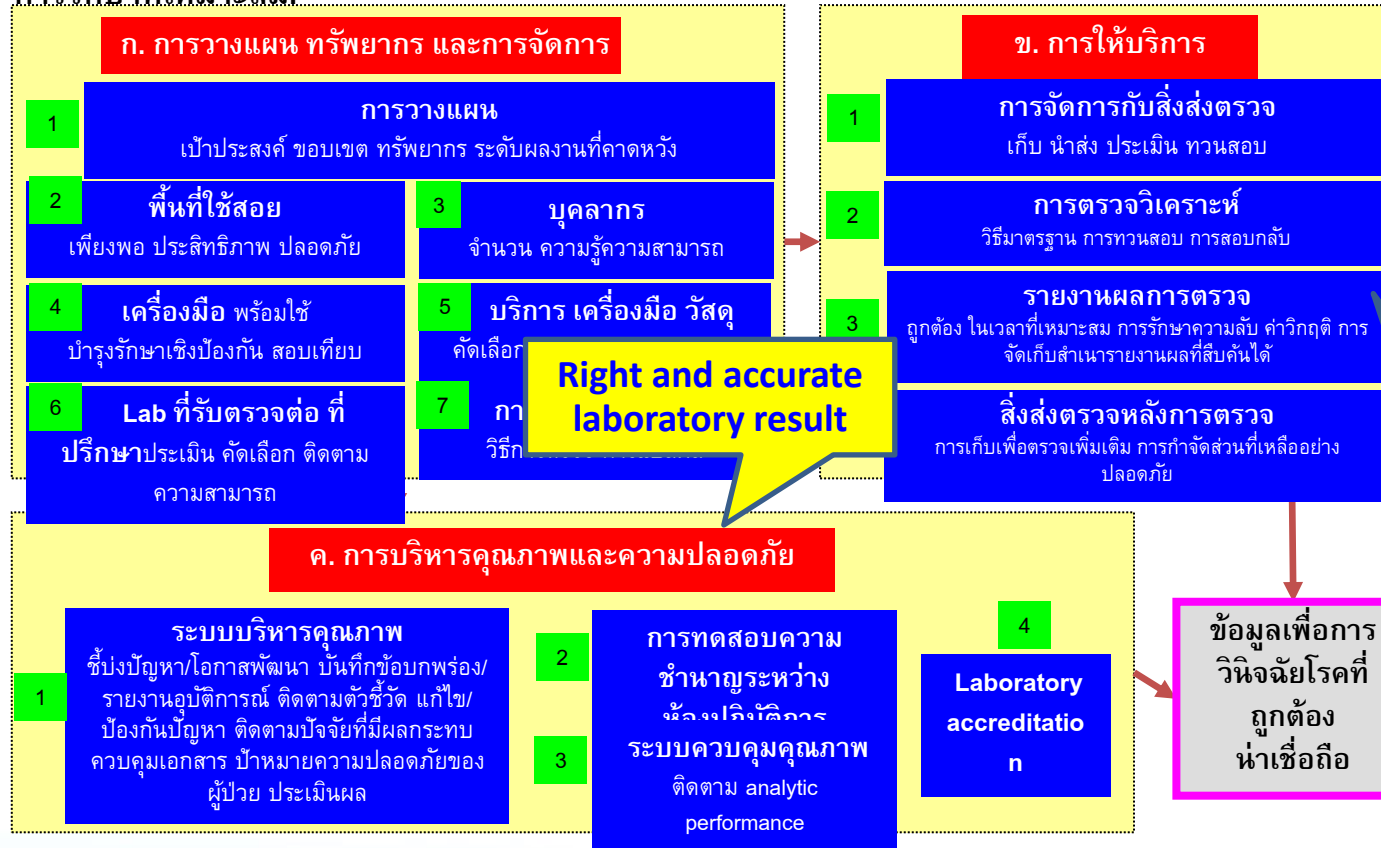 ก. การวางแผน ทรัพยากร และการจัดการ
1
การวางแผน
เป้าประสงค์ ขอบเขต ทรัพยากร ระดับผลงานที่คาดหวัง
2
พื้นที่ใช้สอย
เพียงพอ ประสิทธิภาพ ปลอดภัย
3
บุคลากร
จำนวน ความรู้ความสามารถ
4
เครื่องมือ พร้อมใช้
บำรุงรักษาเชิงป้องกัน สอบเทียบ
5
บริการ เครื่องมือ วัสดุ
คัดเลือก
6
Lab ที่รับตรวจต่อ ที่
ปรึกษาประเมิน คัดเลือก ติดตาม
ความสามารถ
7
Right and accurate
laboratory result
ข. การให้บริการ
1
การจัดการกับสิ่งส่งตรวจ
เก็บ นำส่ง ประเมิน ทวนสอบ
2
การตรวจวิเคราะห์
วิธีมาตรฐาน การทวนสอบ การสอบกลับ
3
รายงานผลการตรวจ
ถูกต้อง ในเวลาที่เหมาะสม การรักษาความลับ ค่าวิกฤติ การ
จัดเก็บสำเนารายงานผลที่สืบค้นได้
สิ่งส่งตรวจหลังการตรวจ
การเก็บเพื่อตรวจเพิ่มเติม การกำจัดส่วนที่เหลืออย่าง
ปลอดภัย
ค. การบริหารคุณภาพและความปลอดภัย
1
ระบบบริหารคุณภาพ
ชี้บ่งปัญหา/โอกาสพัฒนา บันทึกข้อบกพร่อง/
รายงานอุบัติการณ์ ติดตามตัวชี้วัด แก้ไข/
ป้องกันปัญหา ติดตามปัจจัยที่มีผลกระทบ
ควบคุมเอกสาร ป้าหมายความปลอดภัยของ
ผู้ป่วย ประเมินผล
2
การทดสอบความ
ชำนาญระหว่าง
ห้องปฏิบัติการ
3
ระบบควบคุมคุณภาพ
ติดตาม analytic
performance
4
Laboratory
accreditatio
n
ข้อมูลเพื่อการ
วินิจฉัยโรคที่
ถูกต้อง
น่าเชื่อถือ